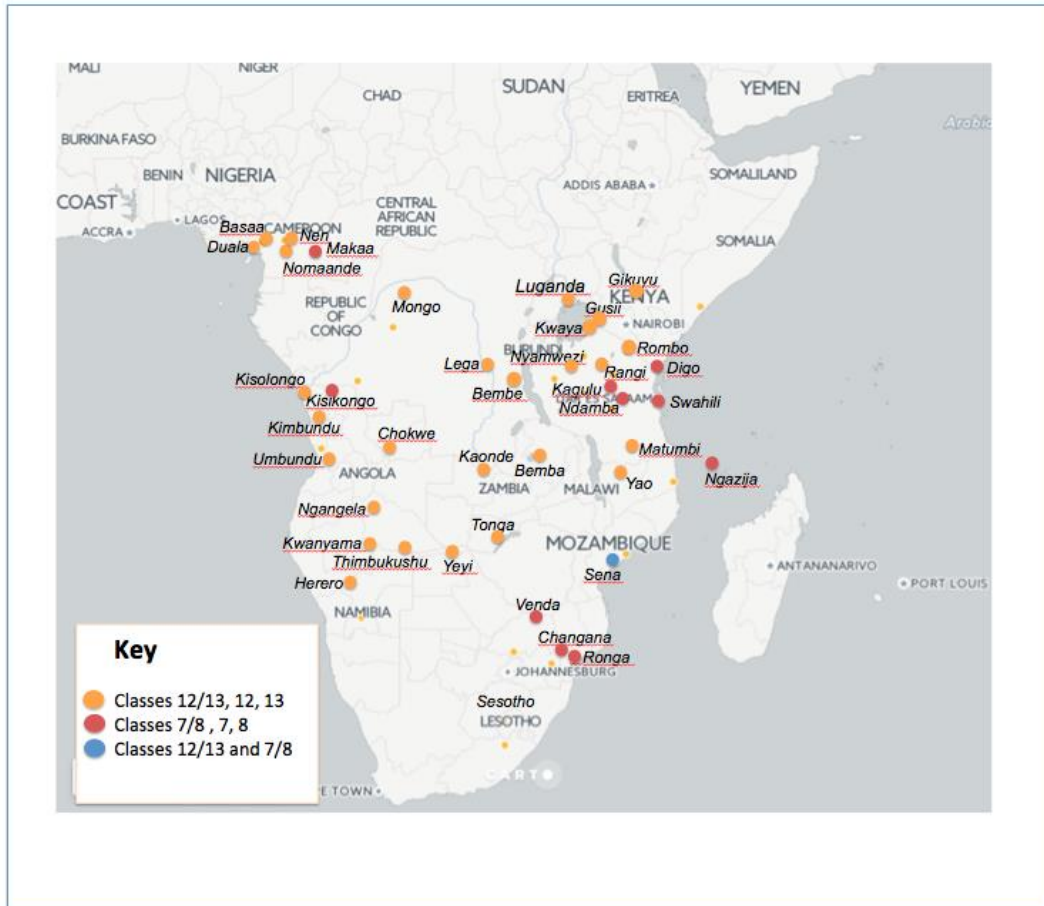 MALI
NIGER
SUDAN
YEMEN
CHAD
ERITREA
Arabia
BURKINA FASO
BENIN
NIGERIA
ADDIS ABABA
SOMALILAND
COAST
CENTRAL
AFRICAN
REPUBLIC
LAGOS
ACCRA
Basaa
CAMEROON
Nen
SOMALIA
Duala
Makaa
Nomaande
Luganda
Gikuyu
KENYA
REPUBLIC
OF
CONGO
Mongo
Gusii
Kwaya
NAIROBI
BURUNDI
Rombo
Nyamwezi
Lega
Rangi
Digo
Kisolongo
Bembe
Kagulu
Kisikongo
Ndamba
SALAAM
Swahili
Kimbundu
Chokwe
Matumbi
Umbundu
Kaonde
ANGOLA
Bemba
Yao
Ngazija
ZAMBIA
MALAWI
Ngangela
Tonga
Kwanyama
MOZAMBIQUE
Thimbukushu
Yeyi
Sena
ANTANANARIVO
Herero
PORT LOUIS
Venda
NAMIBIA
Changana
Ronga
JOHANNESBURG
Key
Sesotho
Classes 12/13, 12, 13
LESOTHO
Classes 7/8 , 7, 8
Classes 12/13 and 7/8
CARTO
E TOWN